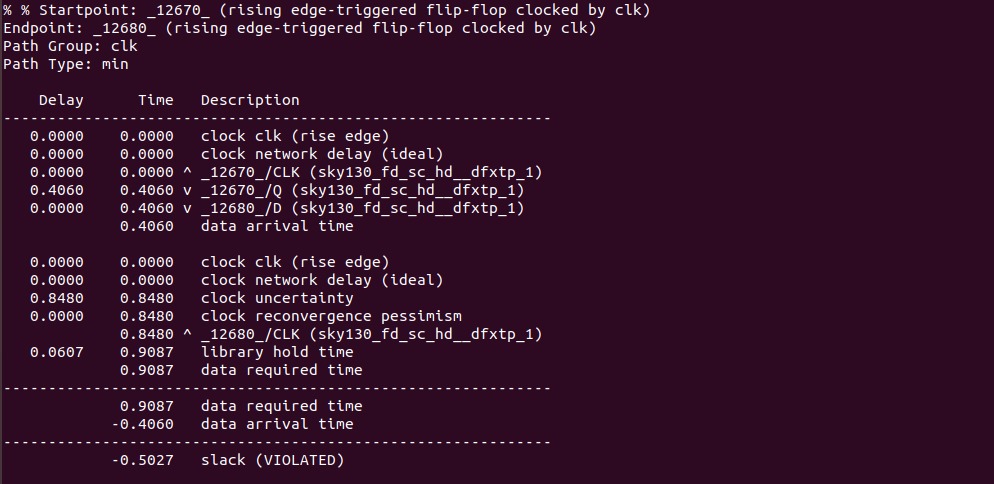 % % Startpoint: _12670_ (rising edge-triggered flip-flop clocked by clk)
Endpoint: _12680_ (rising edge-triggered flip-flop clocked by clk)
Path Group: clk
Path Type: min
    Delay      Time   Description
-------------------------------------------------------------
   0.0000    0.0000   clock clk (rise edge)
   0.0000    0.0000   clock network delay (ideal)
   0.0000    0.0000 ^ _12670_/CLK (sky130_fd_sc_hd__dfxtp_1)
   0.4060    0.4060 v _12670_/Q (sky130_fd_sc_hd__dfxtp_1)
   0.0000    0.4060 v _12680_/D (sky130_fd_sc_hd__dfxtp_1)
             0.4060   data arrival time
   0.0000    0.0000   clock clk (rise edge)
   0.0000    0.0000   clock network delay (ideal)
   0.8480    0.8480   clock uncertainty
   0.0000    0.8480   clock reconvergence pessimism
             0.8480 ^ _12680_/CLK (sky130_fd_sc_hd__dfxtp_1)
   0.0607    0.9087   library hold time
             0.9087   data required time
-------------------------------------------------------------
             0.9087   data required time
            -0.4060   data arrival time
-------------------------------------------------------------
            -0.5027   slack (VIOLATED)